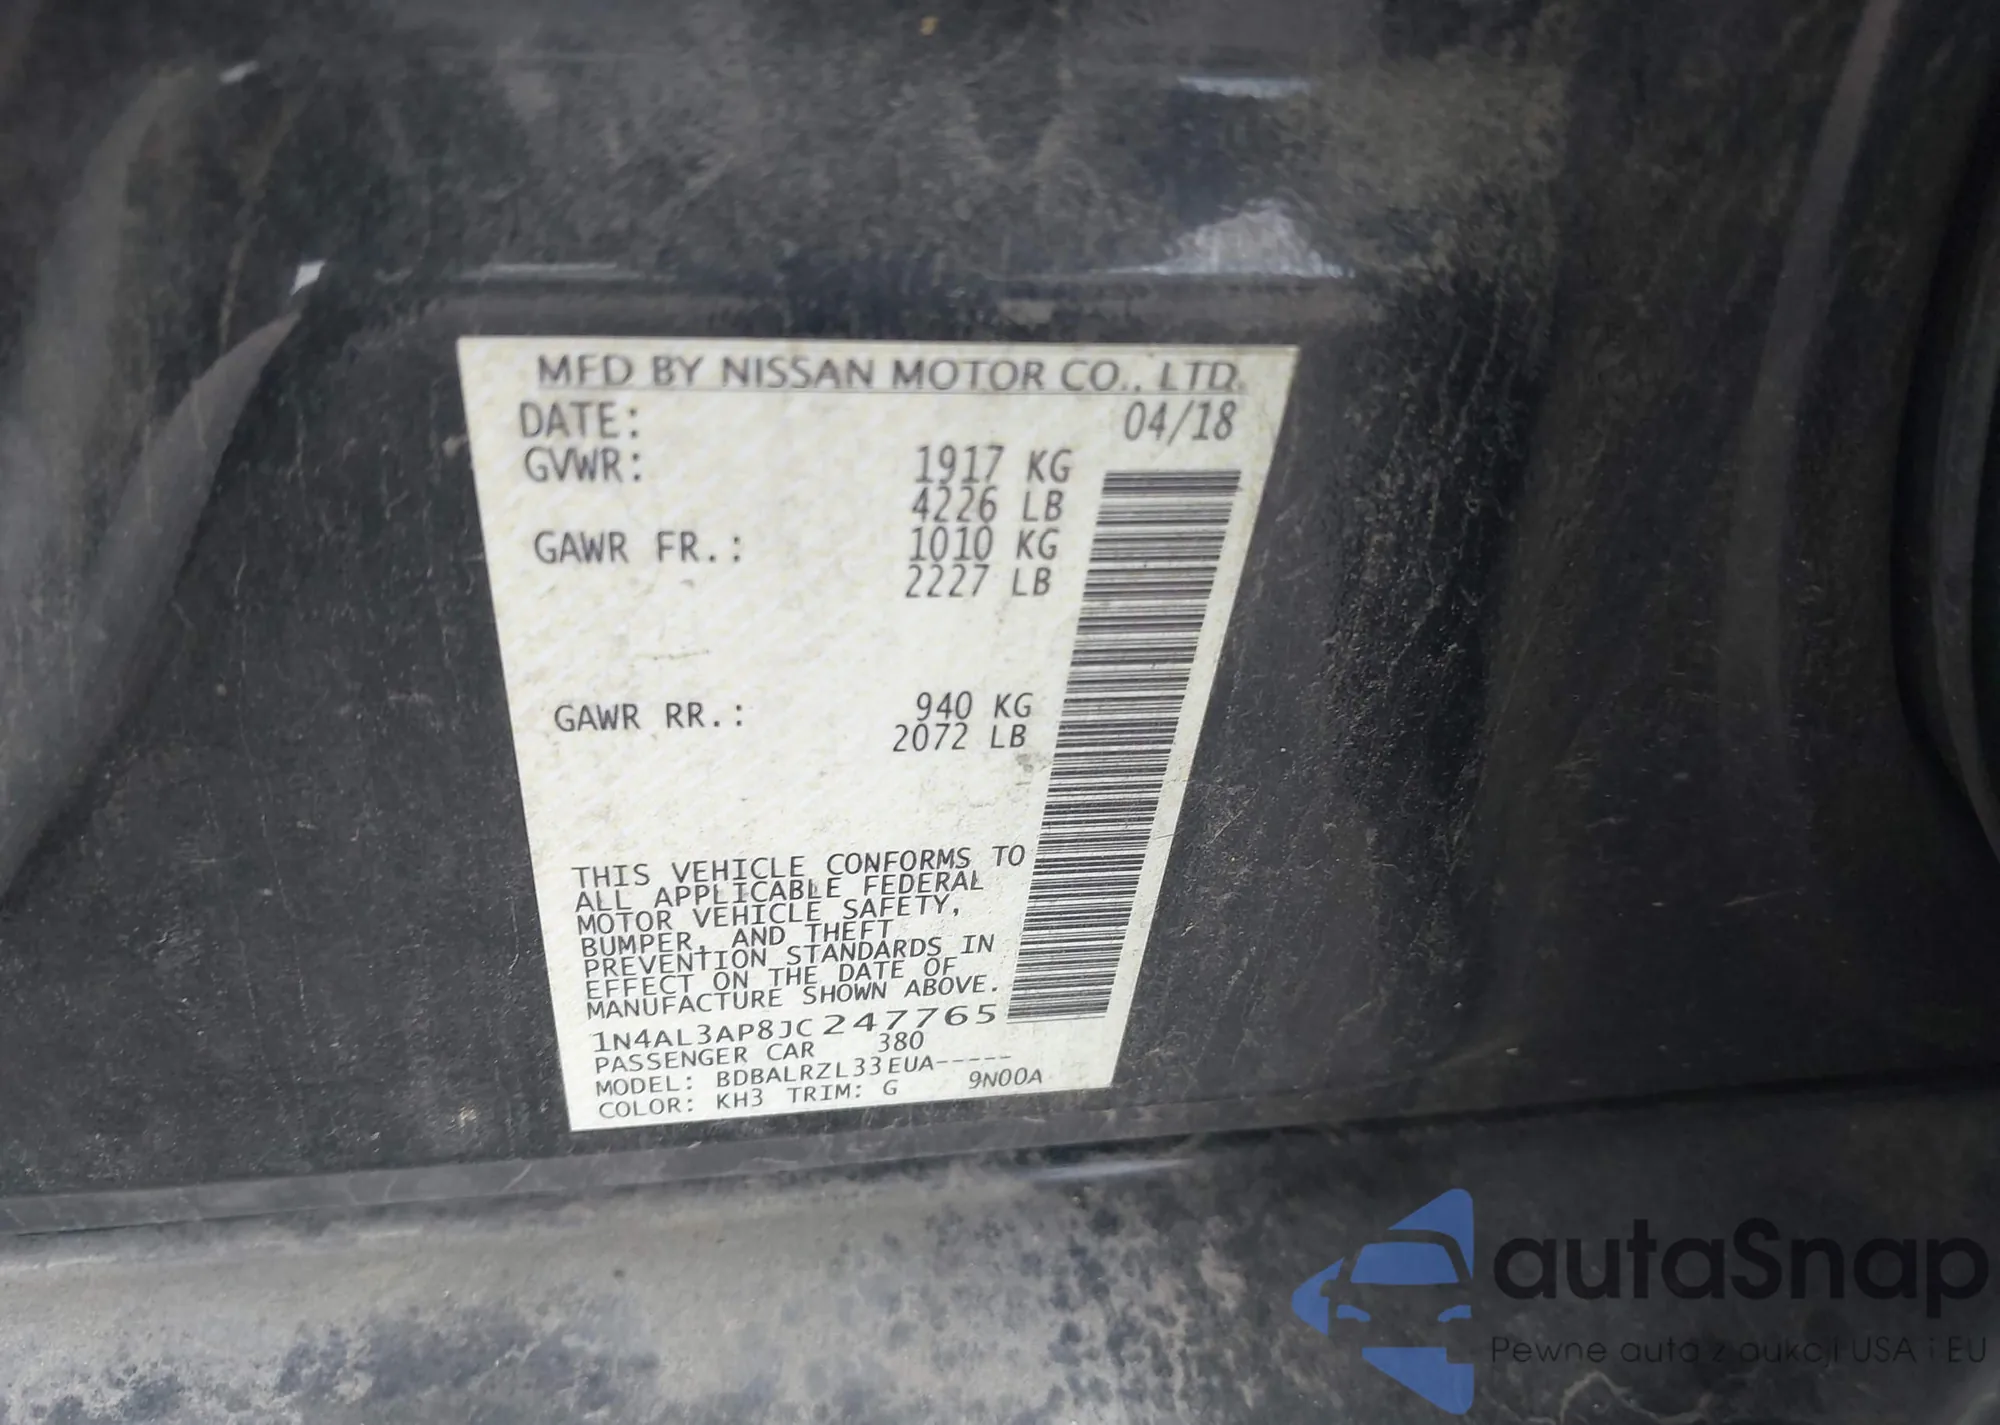 MFD BY NISSAN MOTOR CO., LTD.
DATE: 04/18
GVWR: 1917 KG
4226 LB
GAWR FR.: 1010 KG
2227 LB
GAWR RR.: 940 KG
2072 LB
THIS VEHICLE CONFORMS TO
ALL APPLICABLE FEDERAL
MOTOR VEHICLE SAFETY,
BUMPER, AND THEFT
PREVENTION STANDARDS IN
EFFECT ON THE DATE OF
MANUFACTURE SHOWN ABOVE.
1N4AL3AP8JC247765
PASSENGER CAR 380
MODEL: BDBALRZL33EUA-----
COLOR: KH3 TRIM: G 9N00A
autaSnap
Pewne auta z aukcji USA i EU